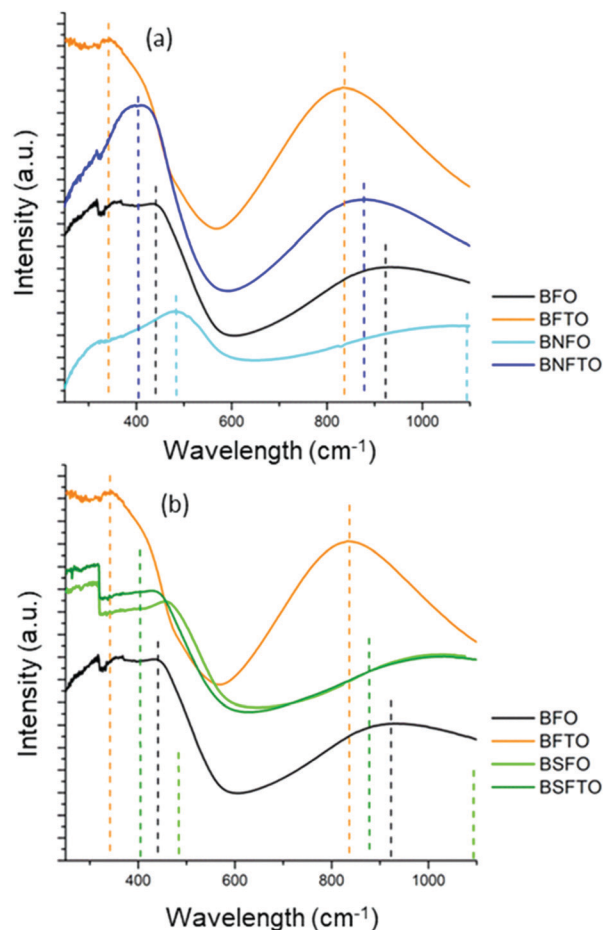 (a)
Intensity (a.u.)
BFO
BFTO
BNFO
BNFTO
400 600 800 1000
Wavelength (cm⁻¹)
(b)
Intensity (a.u.)
BFO
BFTO
BSFO
BSFTO
400 600 800 1000
Wavelength (cm⁻¹)